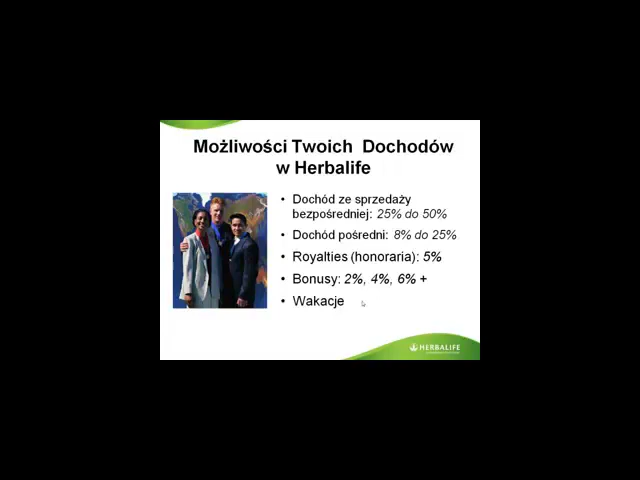 Możliwości Twoich Dochodów
w Herbalife
• Dochód ze sprzedaży
bezpośredniej: 25% do 50%
• Dochód pośredni: 8% do 25%
• Royalties (honoraria): 5%
• Bonusy: 2%, 4%, 6% +
• Wakacje
HERBALIFE